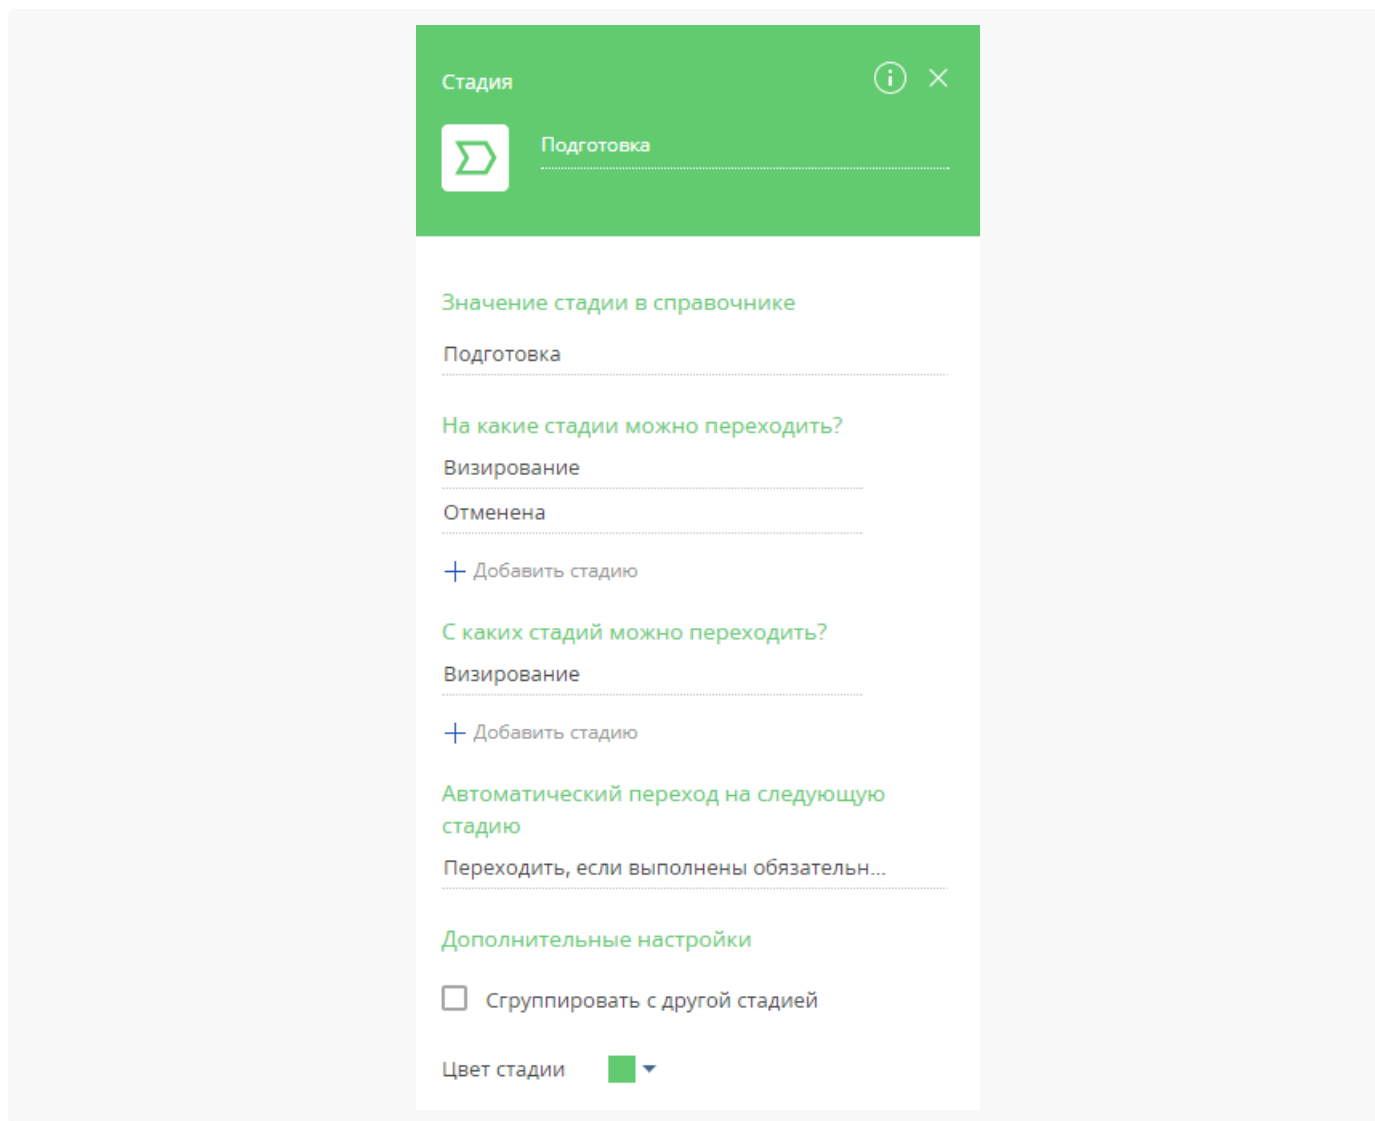 Стадия
Подготовка
Значение стадии в справочнике
Подготовка
На какие стадии можно переходить?
Визирование
Отменена
Добавить стадию
С каких стадий можно переходить?
Визирование
Добавить стадию
Автоматический переход на следующую
стадию
Переходить, если выполнены обязательн...
Дополнительные настройки
Сгруппировать с другой стадией
Цвет стадии